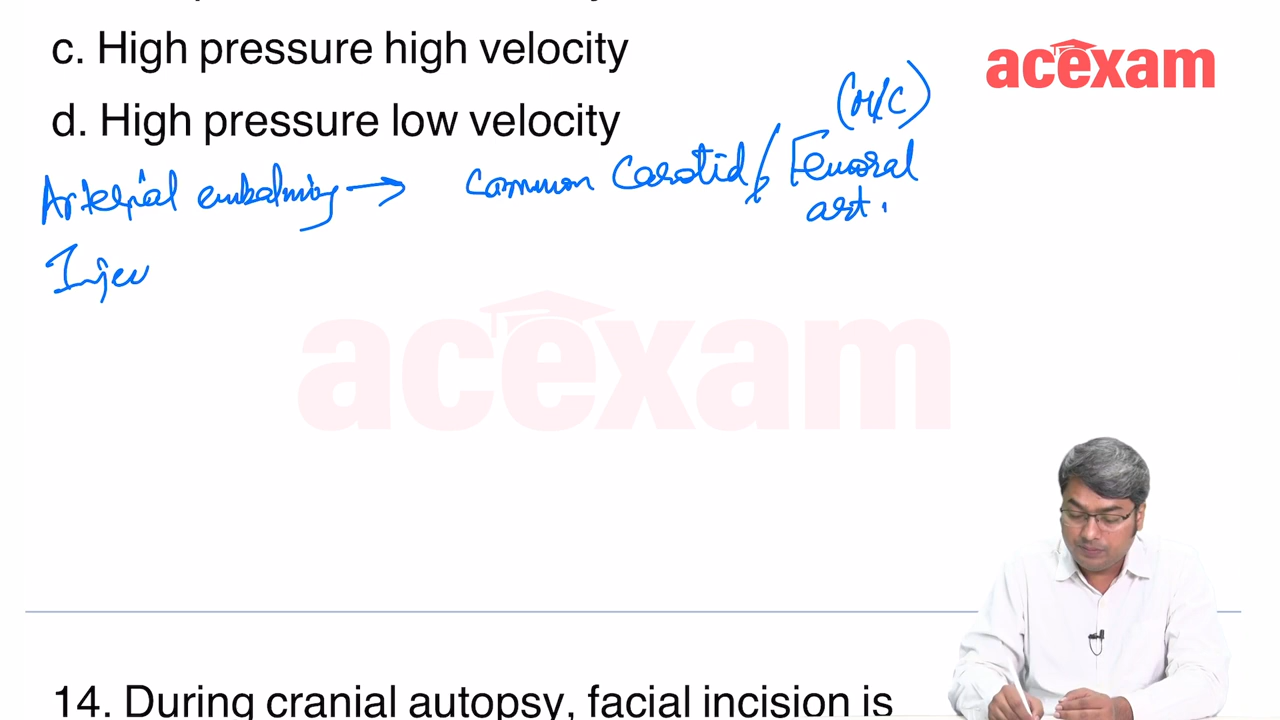 c. High pressure high velocity
acexam
d. High pressure low velocity
(M/C)
Arterial embalming → Common Carotid / Femoral
art.
Injec
acexam
14. During cranial autopsy, facial incision is